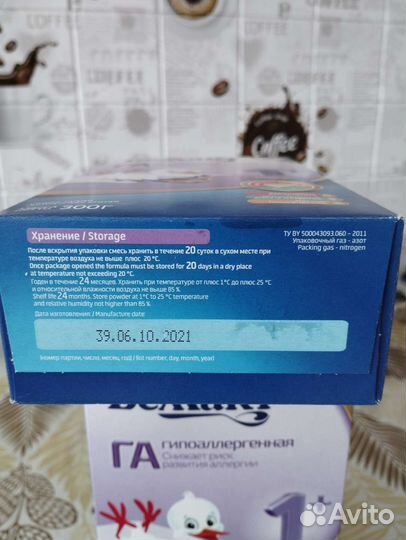 COFFEE
Coffee
300г
Хранение / Storage
ТУ BY 500043093.060 – 2011
Упаковочный газ - азот
Packing gas - nitrogen
После вскрытия упаковки смесь хранить в течение 20 суток в сухом месте при
температуре воздуха не выше плюс 20 °С.
Once package opened the formula must be stored for 20 days in a dry place
at temperature not exceeding 20 °C.
Годен в течение 24 месяцев. Хранить при температуре от плюс 1°С до плюс 25 °С
и относительной влажности воздуха не выше 85 %.
Shelf life 24 months. Store powder at 1°C to 25 °C temperature
and relative humidity not higher than 85 %.
Дата изготовления: / Manufacture date:
39.06.10.2021
(номер партии, число, месяц, год) / (list number, day, month, year)
Беллакт
ГА гипоаллергенная
Снижает риск
развития аллергии
1+
Avito